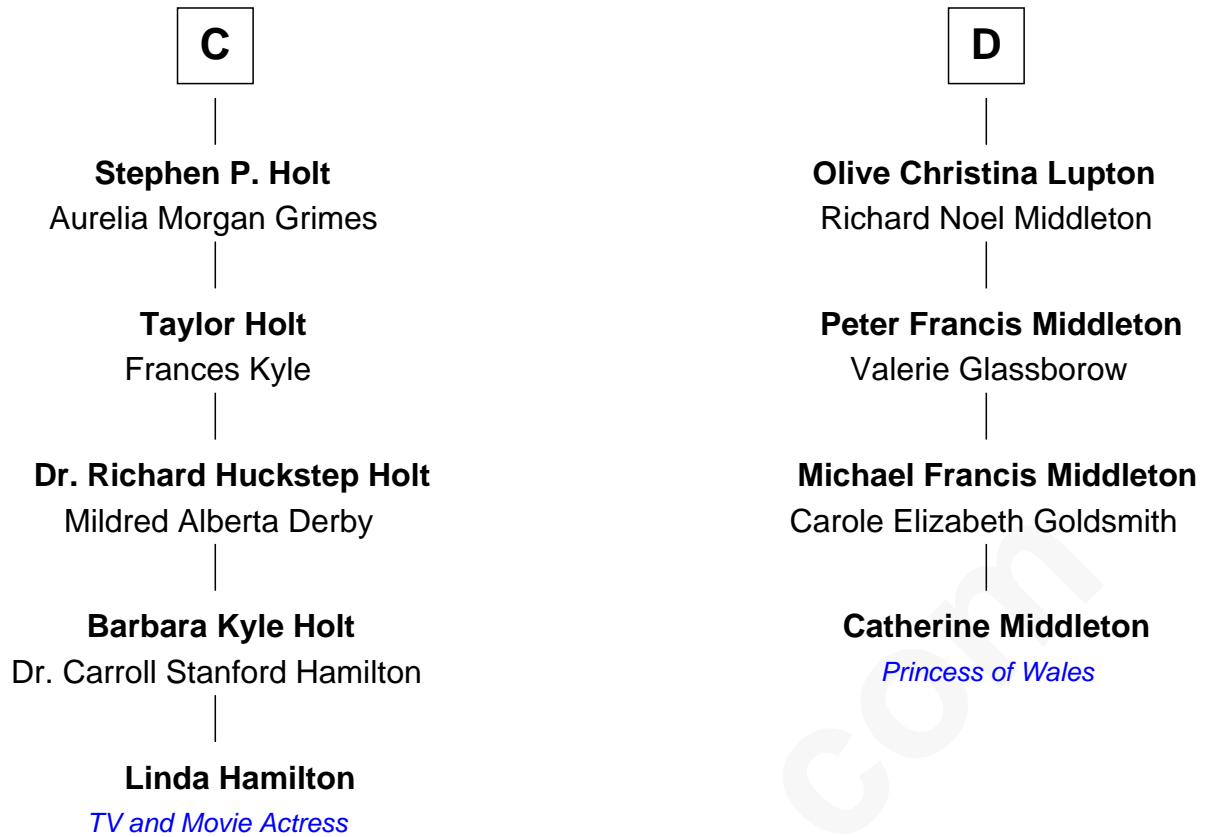 C
Stephen P. Holt
Aurelia Morgan Grimes
Taylor Holt
Frances Kyle
Dr. Richard Huckstep Holt
Mildred Alberta Derby
Barbara Kyle Holt
Dr. Carroll Stanford Hamilton
Linda Hamilton
TV and Movie Actress
D
Olive Christina Lupton
Richard Noel Middleton
Peter Francis Middleton
Valerie Glassborow
Michael Francis Middleton
Carole Elizabeth Goldsmith
Catherine Middleton
Princess of Wales
com